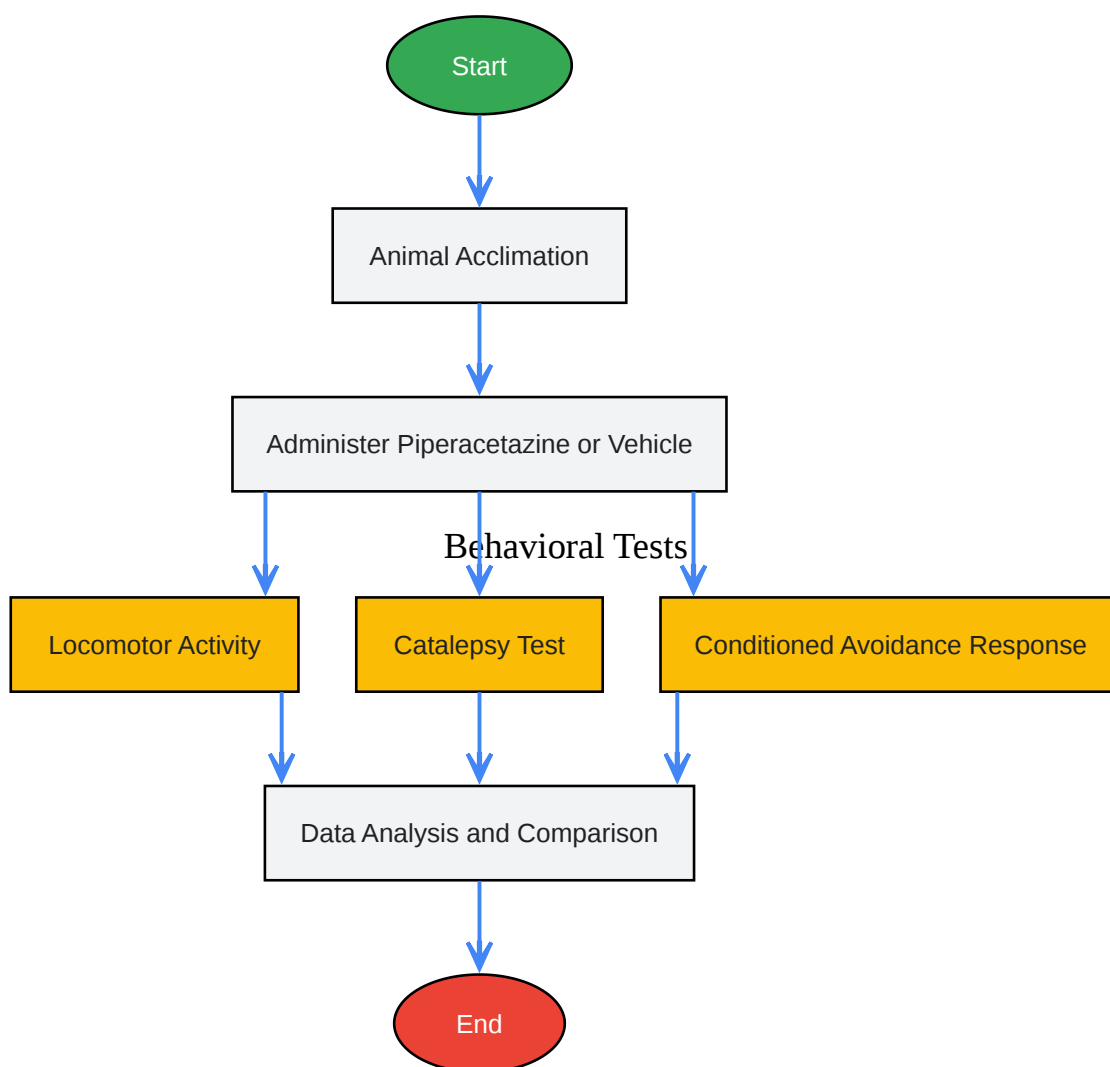 Start
Animal Acclimation
Administer Piperacetazine or Vehicle
Behavioral Tests
Locomotor Activity
Catalepsy Test
Conditioned Avoidance Response
Data Analysis and Comparison
End